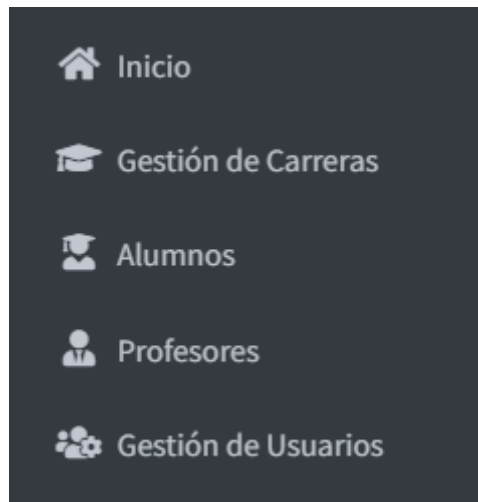 Inicio
Gestión de Carreras
Alumnos
Profesores
Gestión de Usuarios